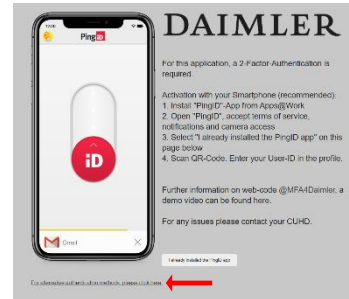 DAIMLER
PingID
For this application, a 2-Factor-Authentication is
required.
Activation with your Smartphone (recommended):
1. Install "PingID"-App from Apps@Work
2. Open "PingID", accept terms of service,
notifications and camera access
3. Select "I already installed the PingID app" on this
page below
4. Scan QR-Code. Enter your User-ID in the profile.
iD
Further information on web-code @MFA4Daimler, a
demo video can be found here.
For any issues please contact your CUHD.
Gmail
I already installed the PingID app
For alternative authentication methods, please click here